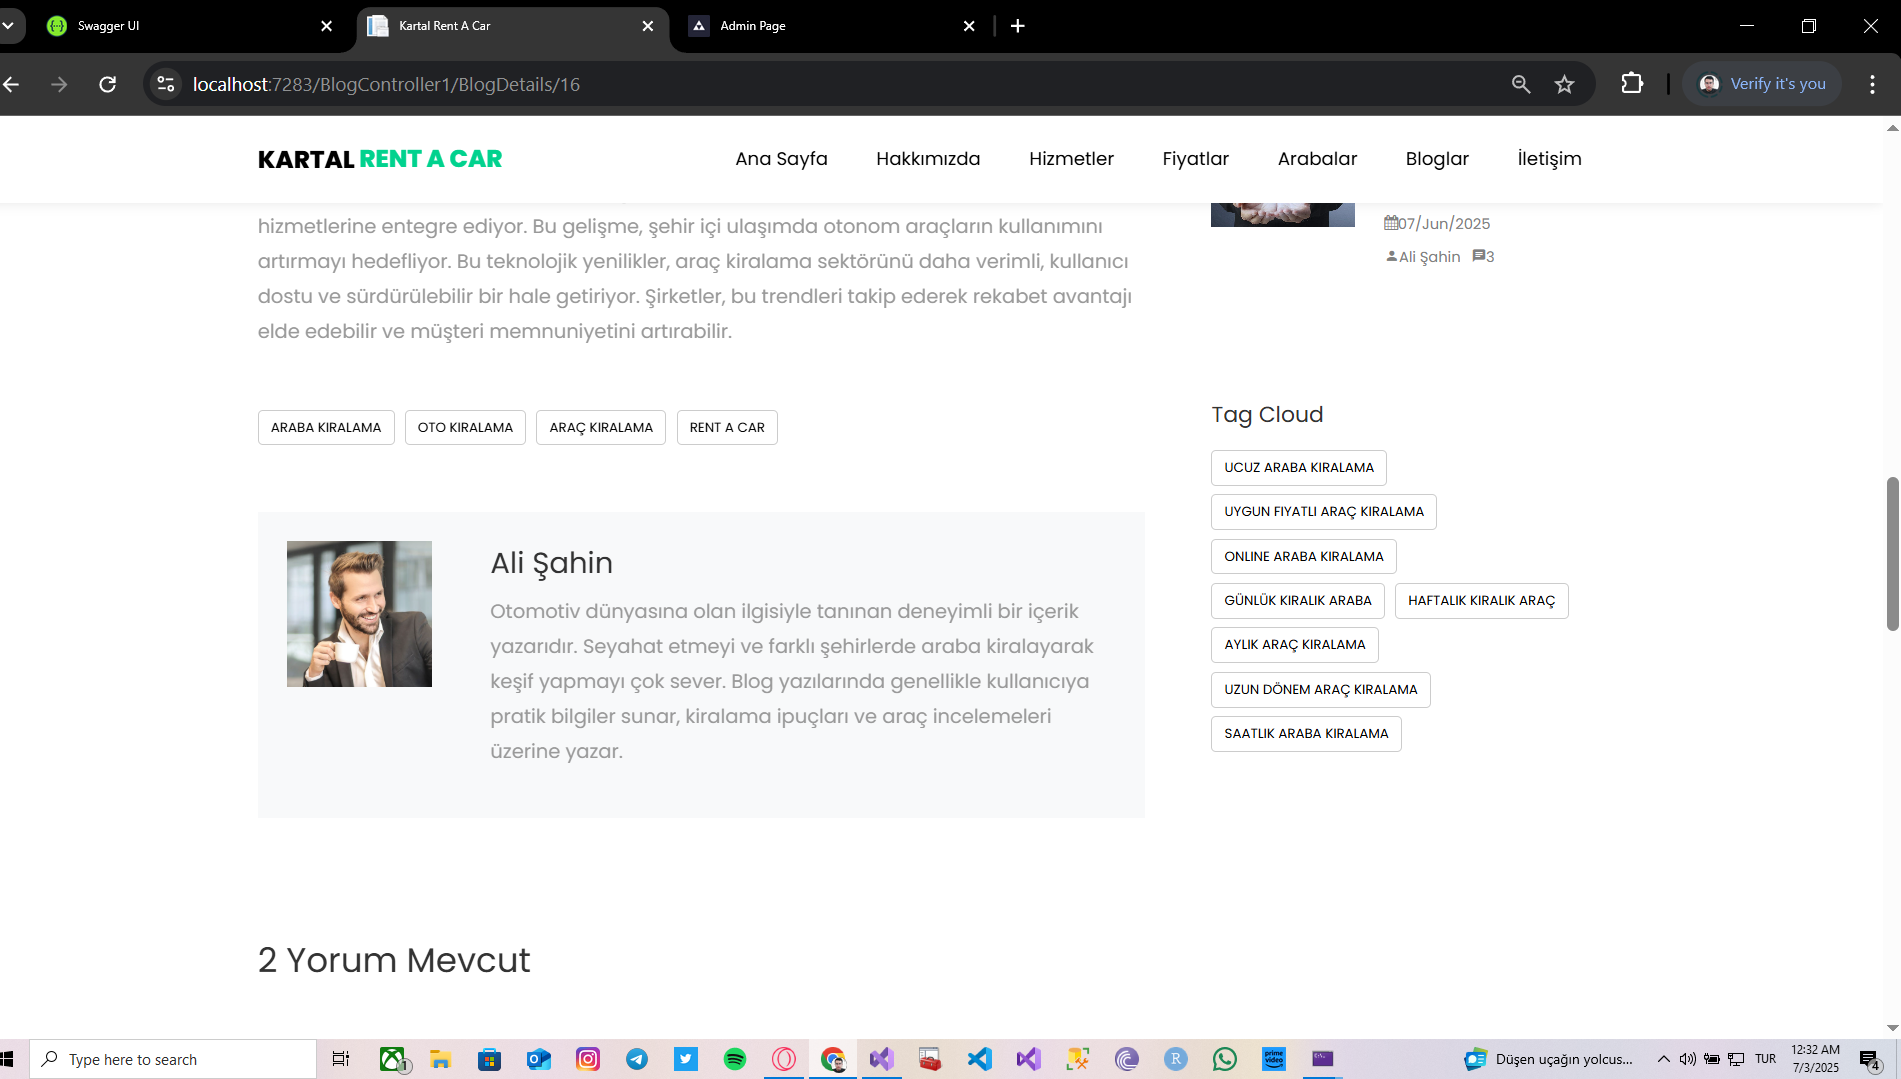 Swagger UI
Kartal Rent A Car
Admin Page
localhost:7283/BlogController1/BlogDetails/16
Verify it's you
KARTAL RENT A CAR
Ana Sayfa
Hakkımızda
Hizmetler
Fiyatlar
Arabalar
Bloglar
İletişim
hizmetlerine entegre ediyor. Bu gelişme, şehir içi ulaşımda otonom araçların kullanımını
artırmayı hedefliyor. Bu teknolojik yenilikler, araç kiralama sektörünü daha verimli, kullanıcı
dostu ve sürdürülebilir bir hale getiriyor. Şirketler, bu trendleri takip ederek rekabet avantajı
elde edebilir ve müşteri memnuniyetini artırabilir.
ARABA KIRALAMA
OTO KIRALAMA
ARAÇ KIRALAMA
RENT A CAR
Ali Şahin
Otomotiv dünyasına olan ilgisiyle tanınan deneyimli bir içerik
yazarıdır. Seyahat etmeyi ve farklı şehirlerde araba kiralayarak
keşif yapmayı çok sever. Blog yazılarında genellikle kullanıcıya
pratik bilgiler sunar, kiralama ipuçları ve araç incelemeleri
üzerine yazar.
2 Yorum Mevcut
07/Jun/2025
Ali Şahin 3
Tag Cloud
UCUZ ARABA KIRALAMA
UYGUN FIYATLI ARAÇ KIRALAMA
ONLINE ARABA KIRALAMA
GÜNLÜK KIRALIK ARABA
HAFTALIK KIRALIK ARAÇ
AYLIK ARAÇ KIRALAMA
UZUN DÖNEM ARAÇ KIRALAMA
SAATLIK ARABA KIRALAMA
Type here to search
1
R
prime video
Düşen uçağın yolcus...
TUR
12:32 AM
7/3/2025
4